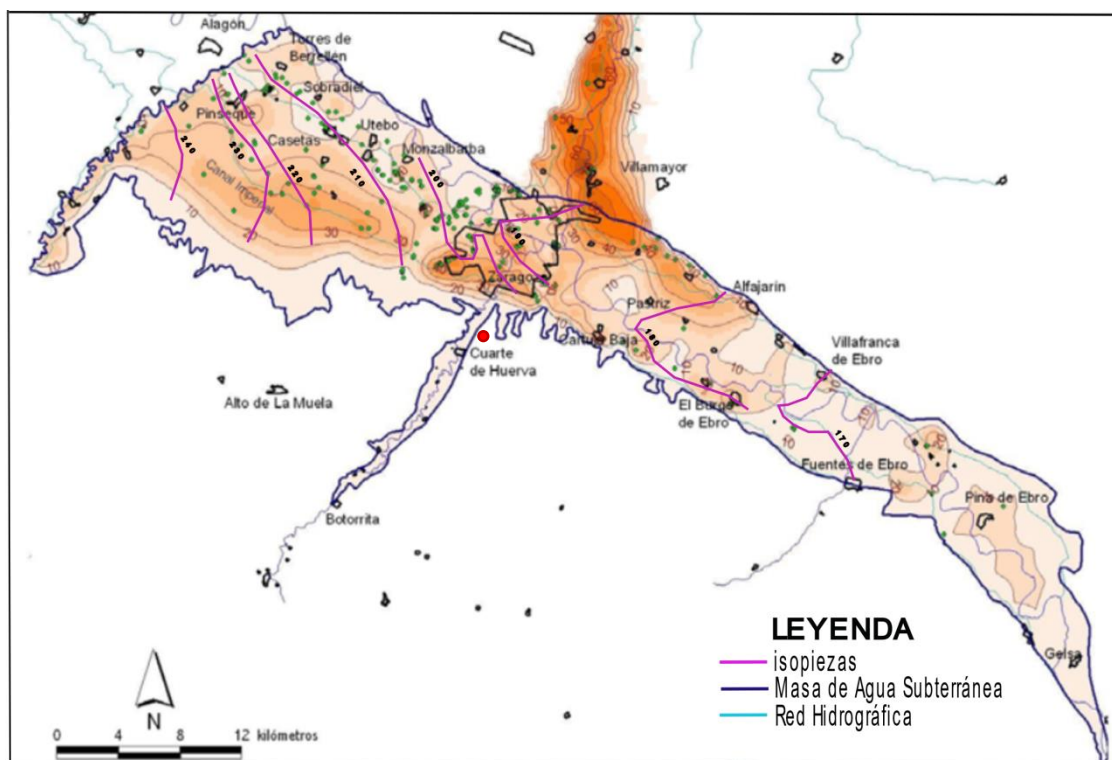 Alagón
Torres de
Berrellén
Sobradiel
Pinseque
Utebo
Casetas
Monzalbarba
Villamayor
240
230
220
210
200
190
180
170
Canal Imperial
10
20
30
Zaragoza
Pastriz
Alfajarín
Cartuja Baja
Villafranca
de Ebro
Cuarte
de Huerva
Alto de La Muela
El Burgo
de Ebro
Fuentes de Ebro
Pina de Ebro
Botorrita
Gelsa
LEYENDA
isopiezas
Masa de Agua Subterránea
Red Hidrográfica
N
0 4 8 12 kilómetros